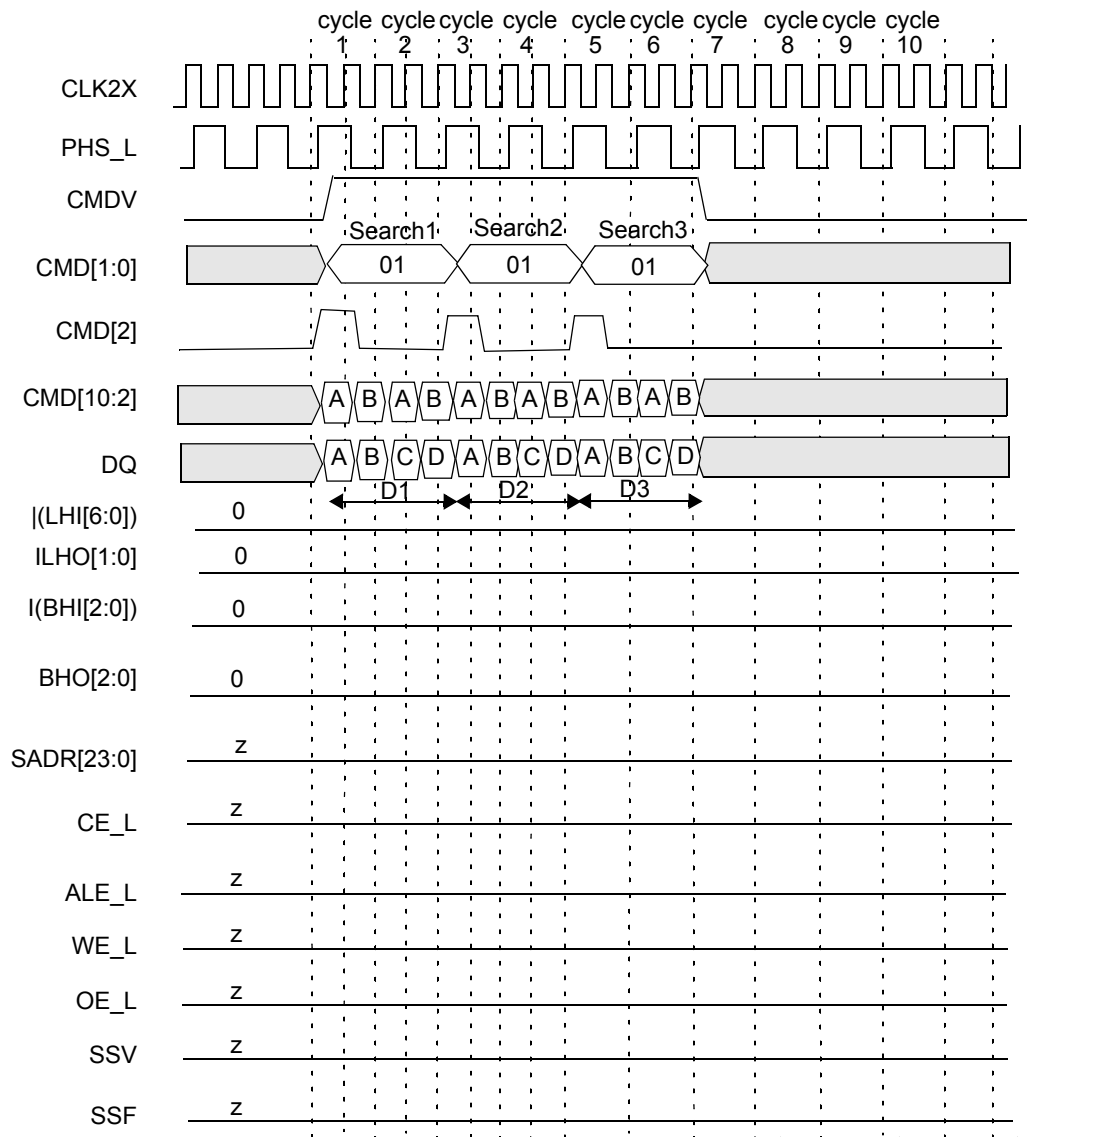 cycle cycle cycle cycle cycle cycle cycle cycle cycle cycle
1 2 3 4 5 6 7 8 9 10
CLK2X
PHS_L
CMDV
Search1 Search2 Search3
CMD[1:0] 01 01 01
CMD[2]
CMD[10:2] A B A B A B A B A B A B
DQ A B C D A B C D A B C D
D1 D2 D3
|(LHI[6:0]) 0
ILHO[1:0] 0
I(BHI[2:0]) 0
BHO[2:0] 0
SADR[23:0] z
CE_L z
ALE_L z
WE_L z
OE_L z
SSV z
SSF z